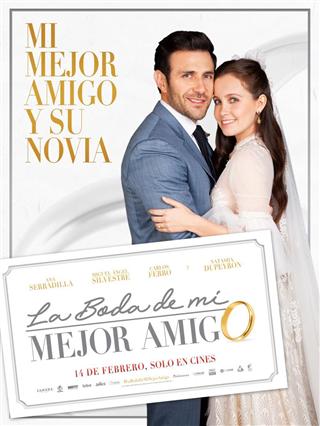 MI
MEJOR
AMIGO
Y SU
NOVIA
ANA
SERRADILLA
MIGUEL ÁNGEL
SILVESTRE
CARLOS
FERRO
Y
NATASHA
DUPEYRÓN
La Boda de mi
MEJOR AMIGO
14 DE FEBRERO, SOLO EN CINES